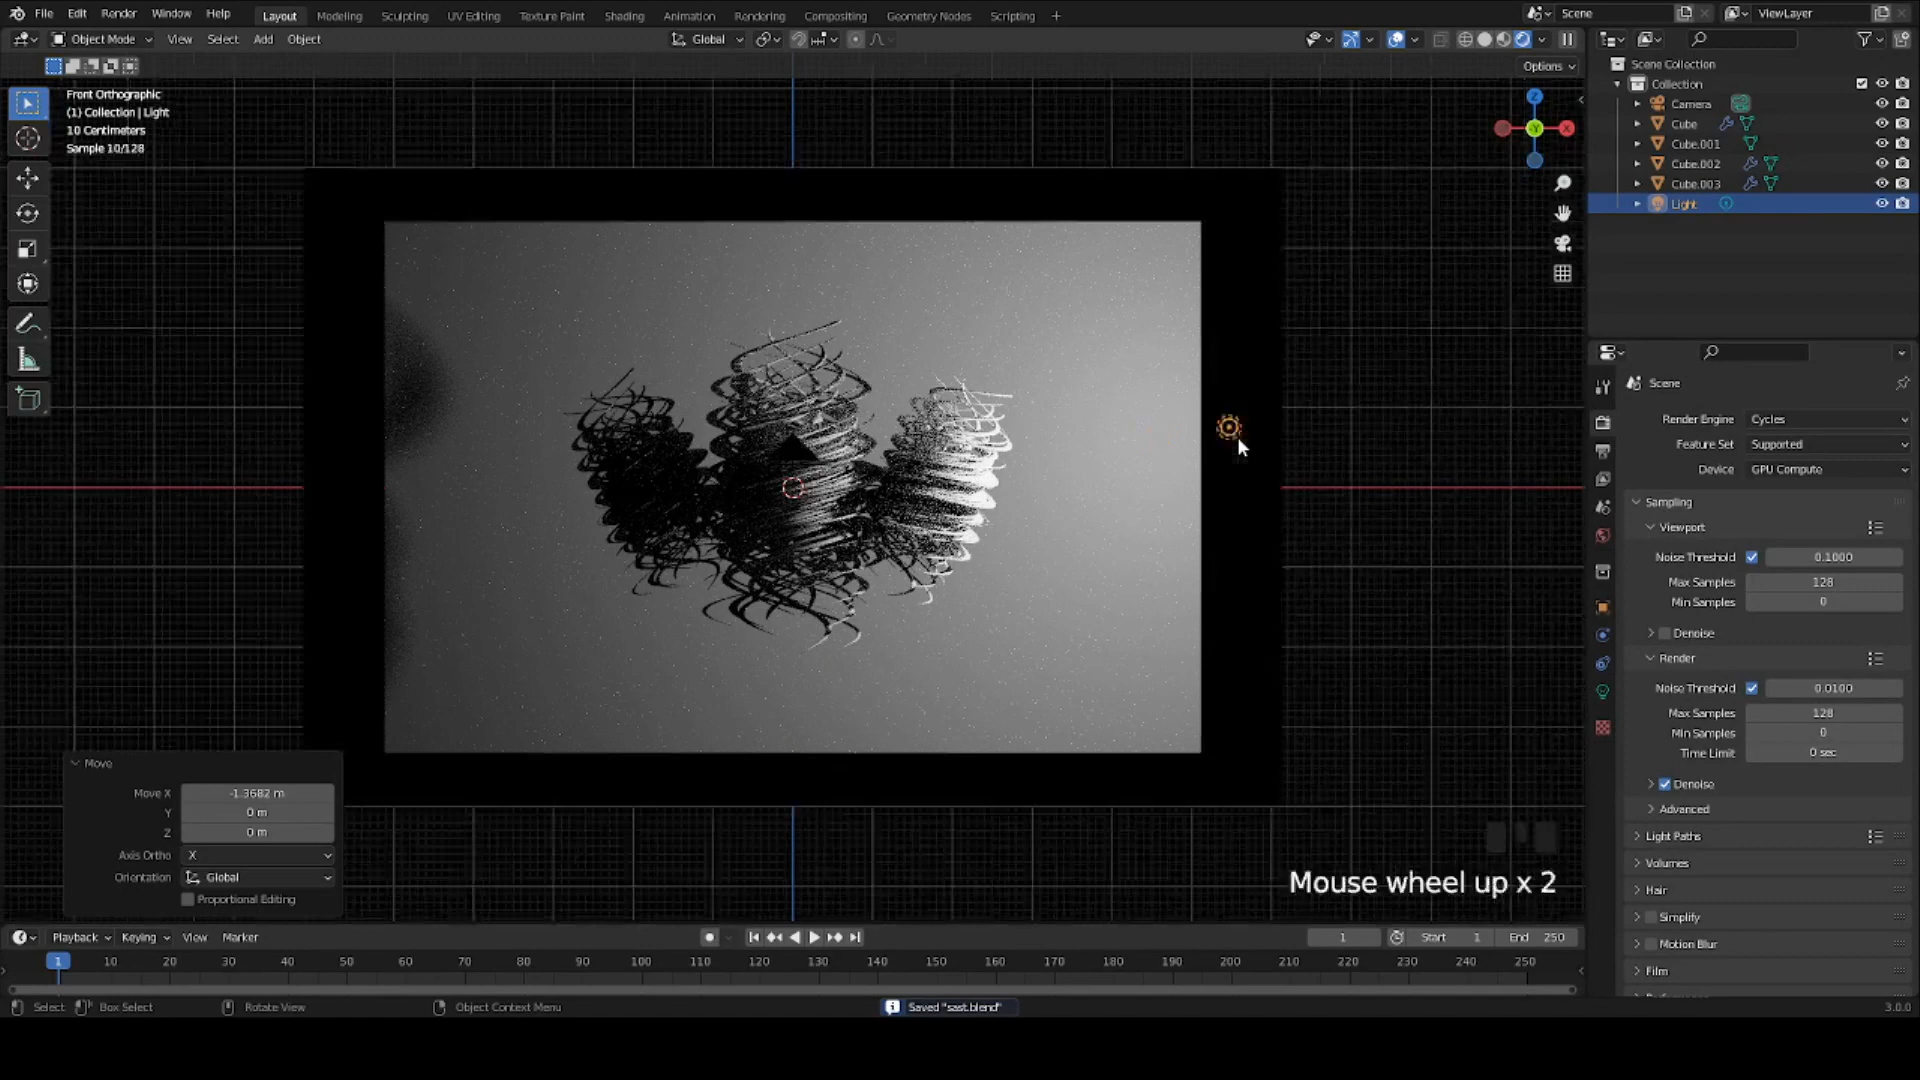 File Edit Render Window Help Layout Modeling Sculpting UV Editing Texture Paint Shading Animation Rendering Compositing Geometry Nodes Scripting + Scene ViewLayer
Object Mode View Select Add Object Global
Options
Front Orthographic
(1) Collection | Light
10 Centimeters
Sample 10/128
Z
Y
X
Scene Collection
Collection
Camera
Cube
Cube.001
Cube.002
Cube.003
Light
Scene
Render Engine Cycles
Feature Set Supported
Device GPU Compute
Sampling
Viewport
Noise Threshold 0.1000
Max Samples 128
Min Samples 0
Denoise
Render
Noise Threshold 0.0100
Max Samples 128
Min Samples 0
Time Limit 0 sec
Denoise
Advanced
Light Paths
Volumes
Hair
Simplify
Motion Blur
Film
Move
Move X -1.3682 m
Y 0 m
Z 0 m
Axis Ortho X
Orientation Global
Proportional Editing
Mouse wheel up x 2
Playback Keying View Marker 1 Start 1 End 250
1 10 20 30 40 50 60 70 80 90 100 110 120 130 140 150 160 170 180 190 200 210 220 230 240 250
Select Box Select Rotate View Object Context Menu Saved "sast.blend" 3.0.0